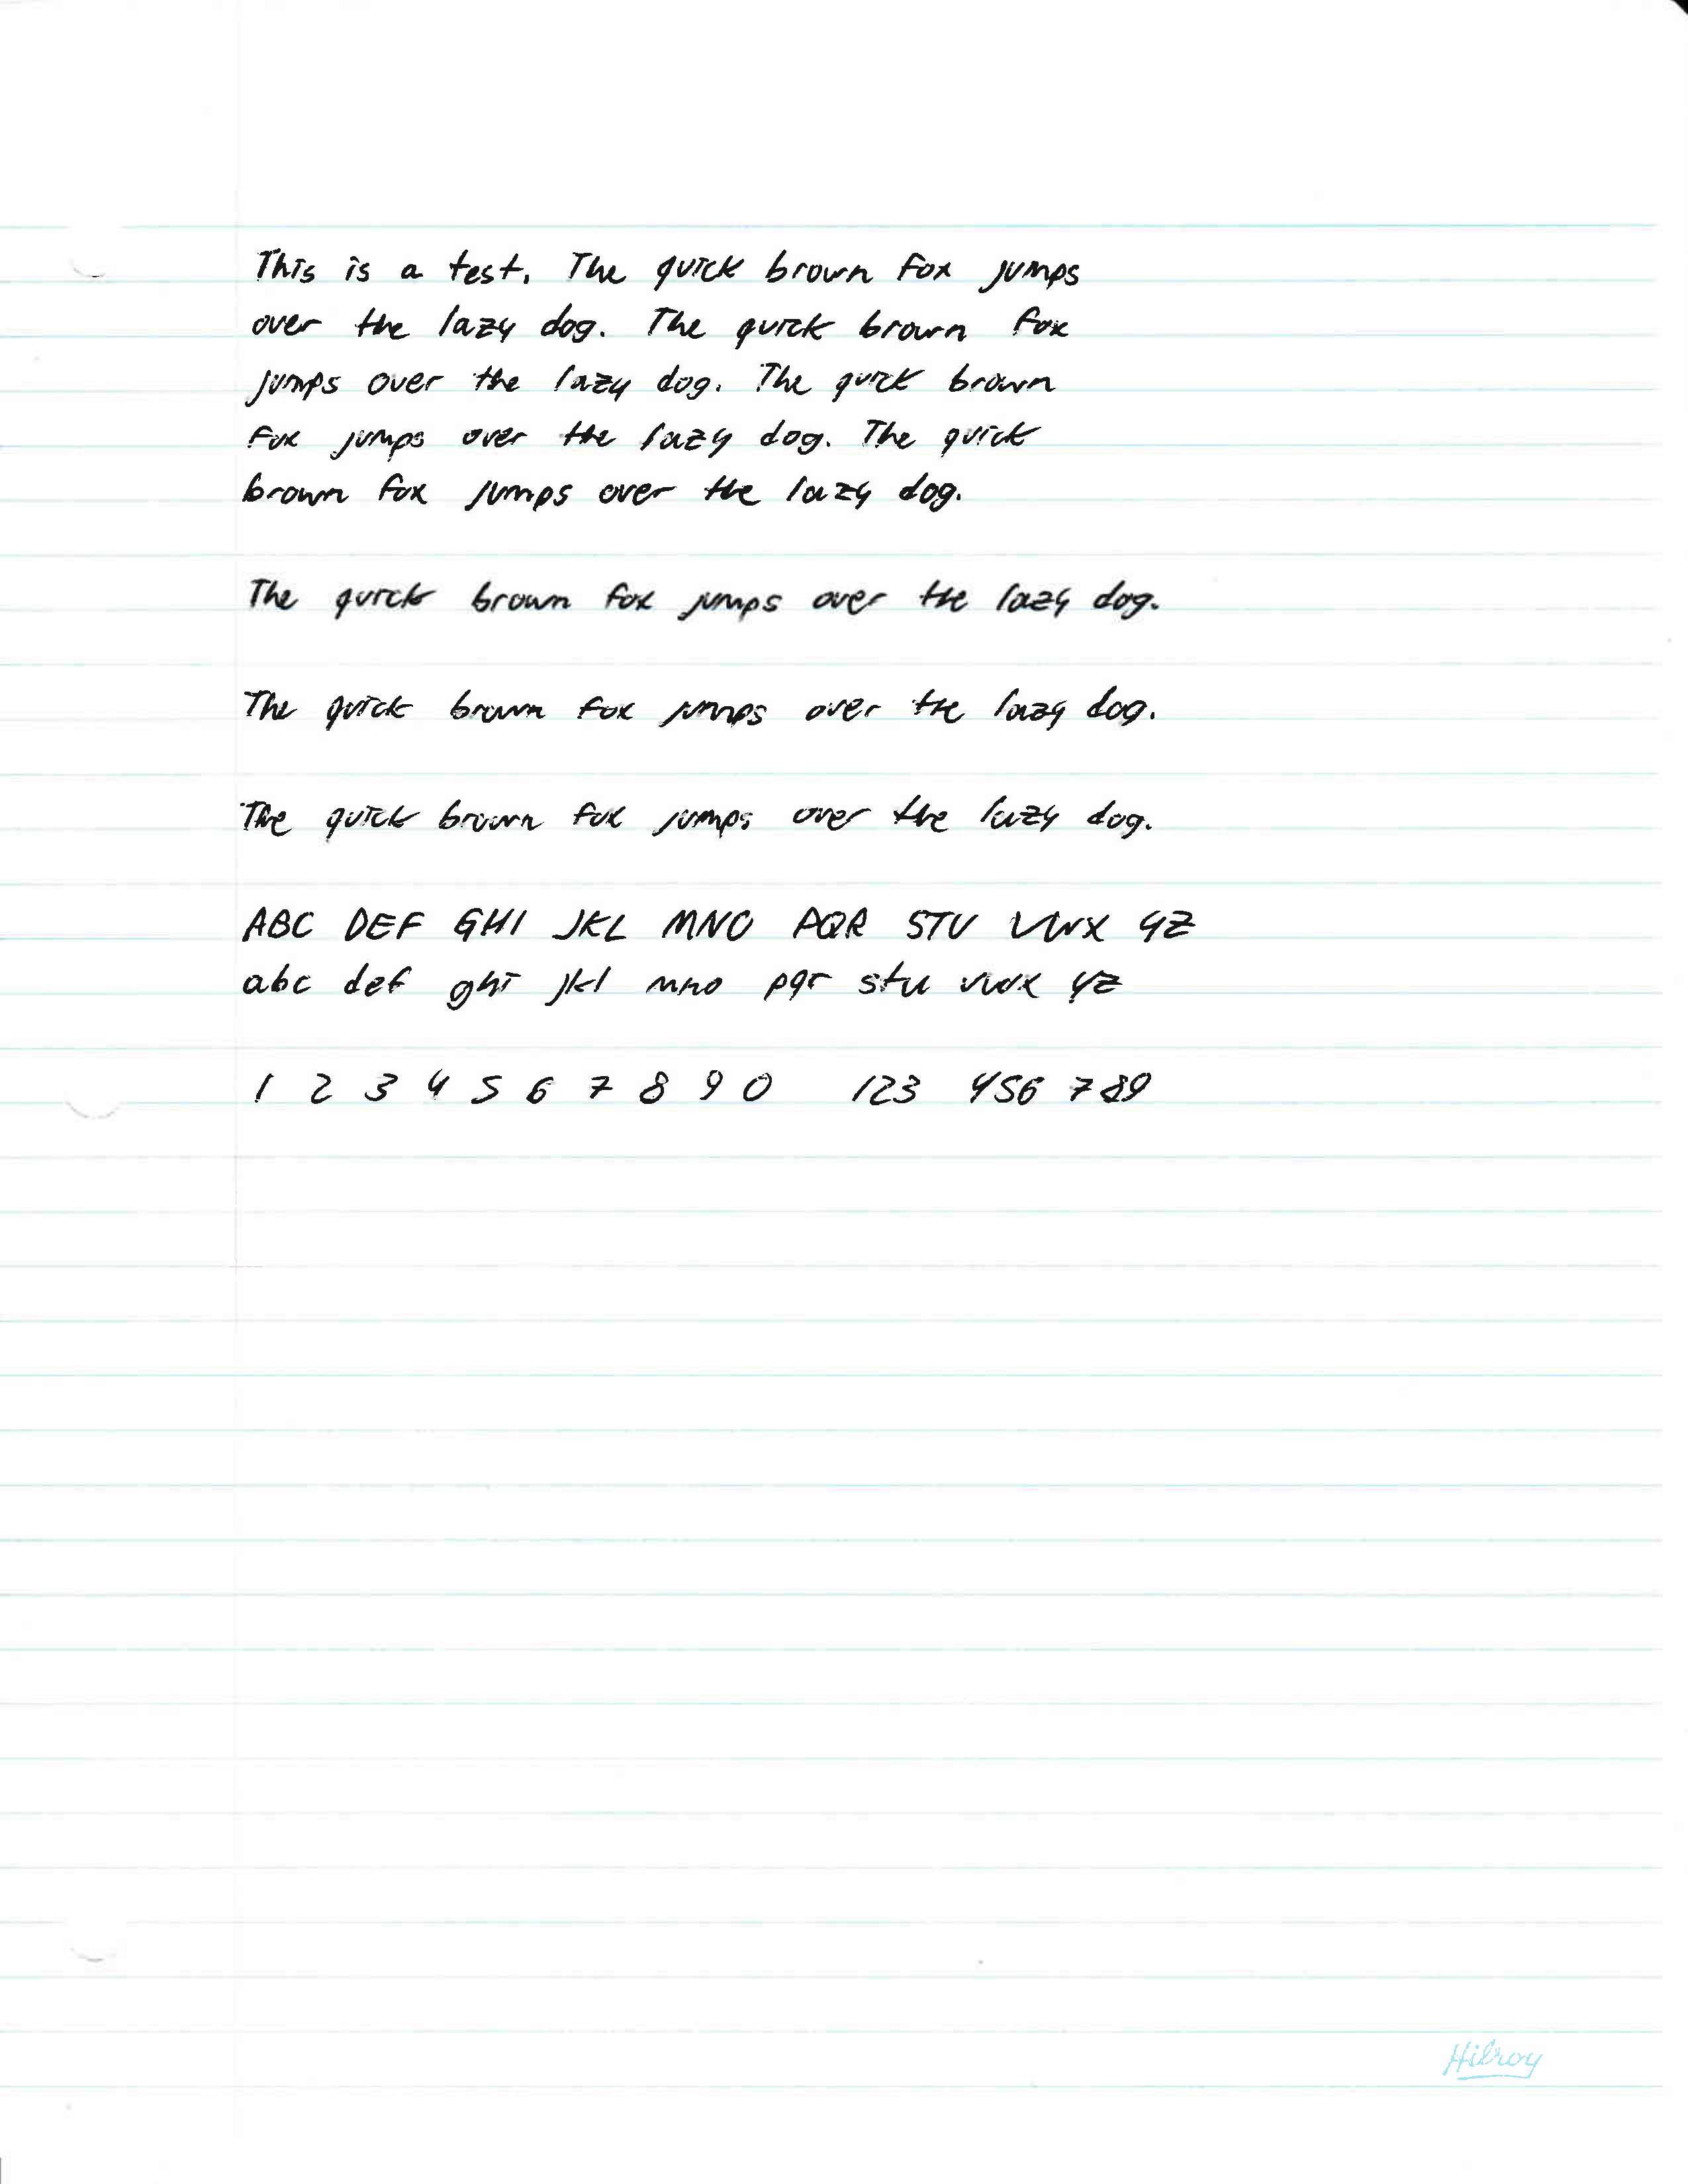 This is a test. The quick brown fox jumps
over the lazy dog. The quick brown fox
jumps over the lazy dog. The quick brown
fox jumps over the lazy dog. The quick
brown fox jumps over the lazy dog.
The quick brown fox jumps over the lazy dog.
The quick brown fox jumps over the lazy dog.
The quick brown fox jumps over the lazy dog.
ABC DEF GHI JKL MNO PQR STU VWX YZ
abc def ghi jkl mno pqr stu vwx yz
1 2 3 4 5 6 7 8 9 0 123 456 789
Hilroy